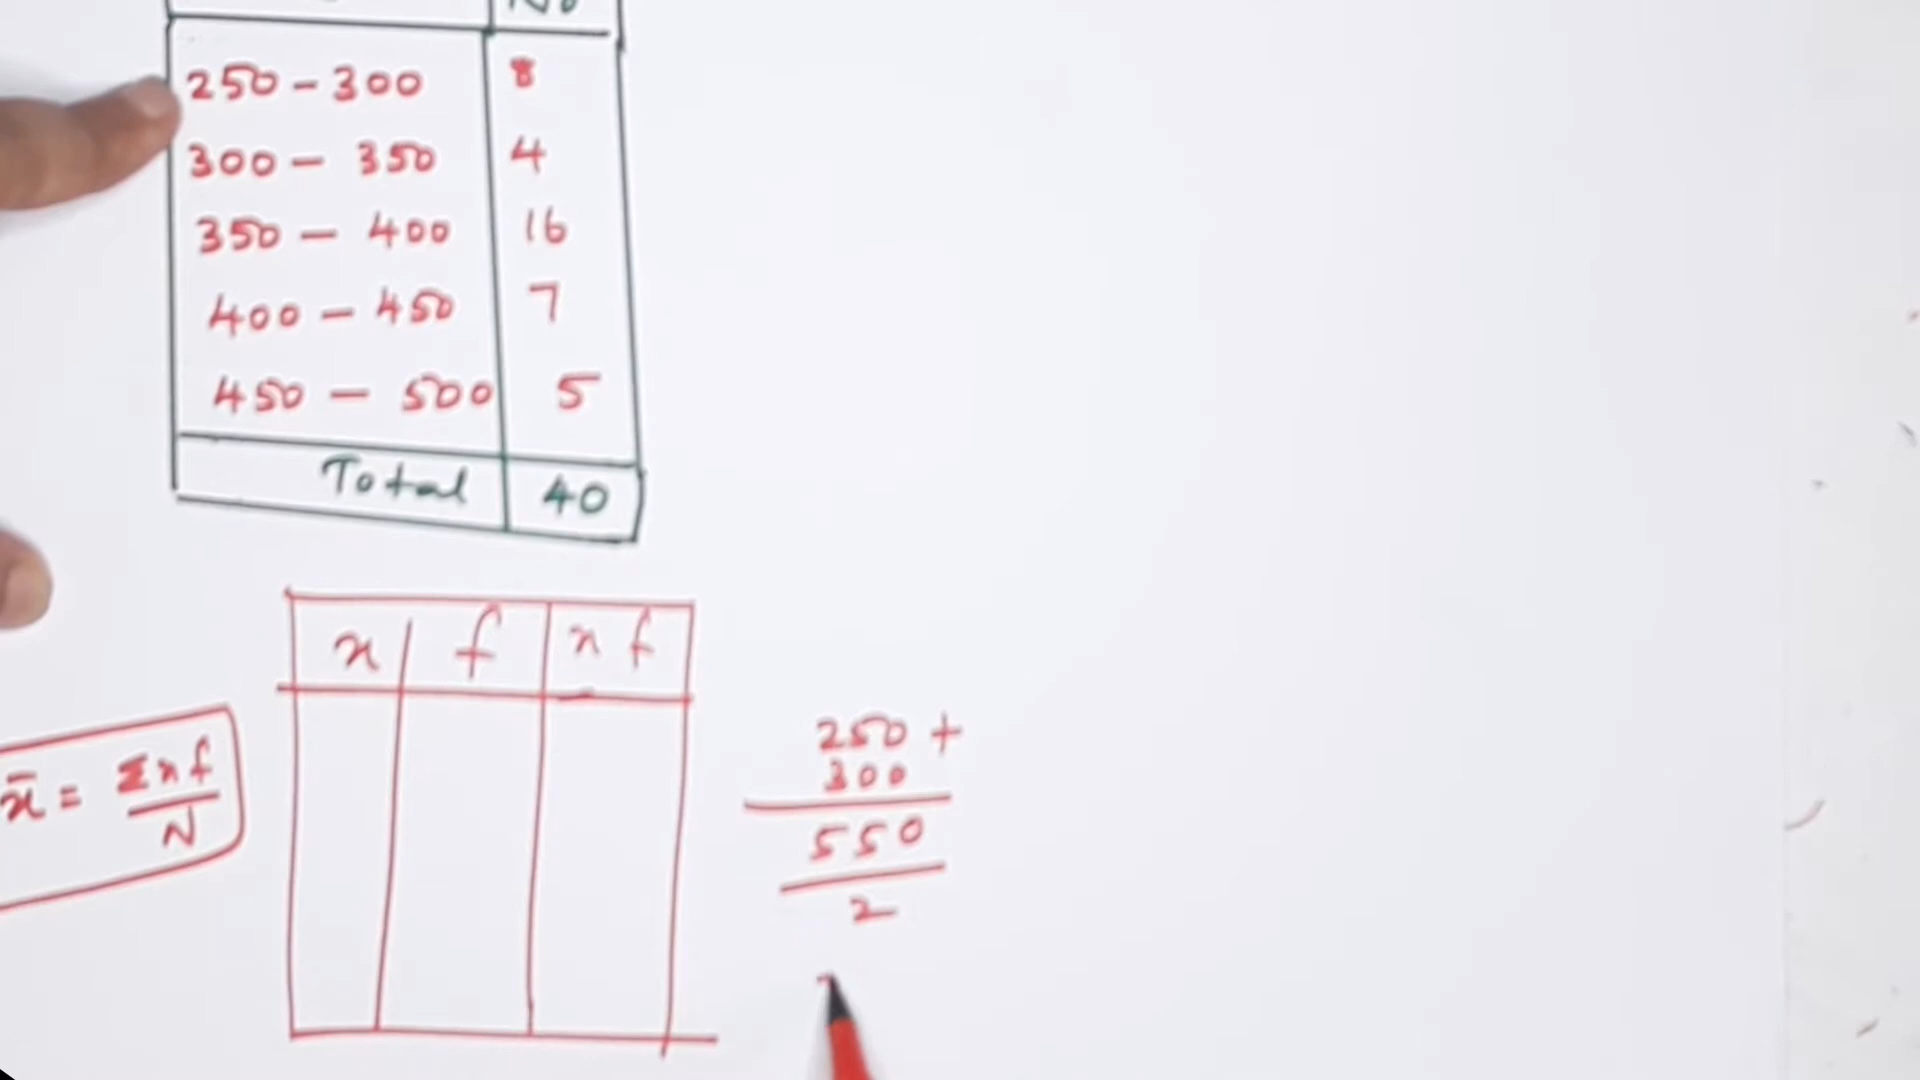 No
250 - 300 8
300 - 350 4
350 - 400 16
400 - 450 7
450 - 500 5
Total 40
x f x f
x̄ = Σxf
N
250 +
300
550
2